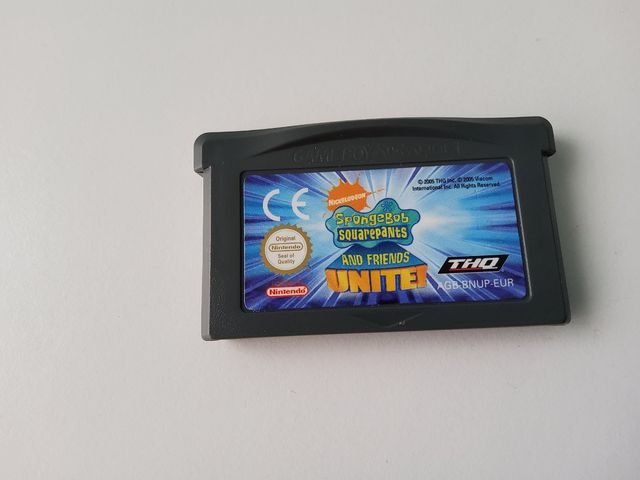 GAME BOY ADVANCE
CE
NICKELODEON
© 2005 THQ Inc. © 2005 Viacom
International Inc. All Rights Reserved.
SpongeBob
SQUAREPANTS
AND FRIENDS
UNITE!
Original
Nintendo
Seal of
Quality
Nintendo
THQ
AGB-BNUP-EUR